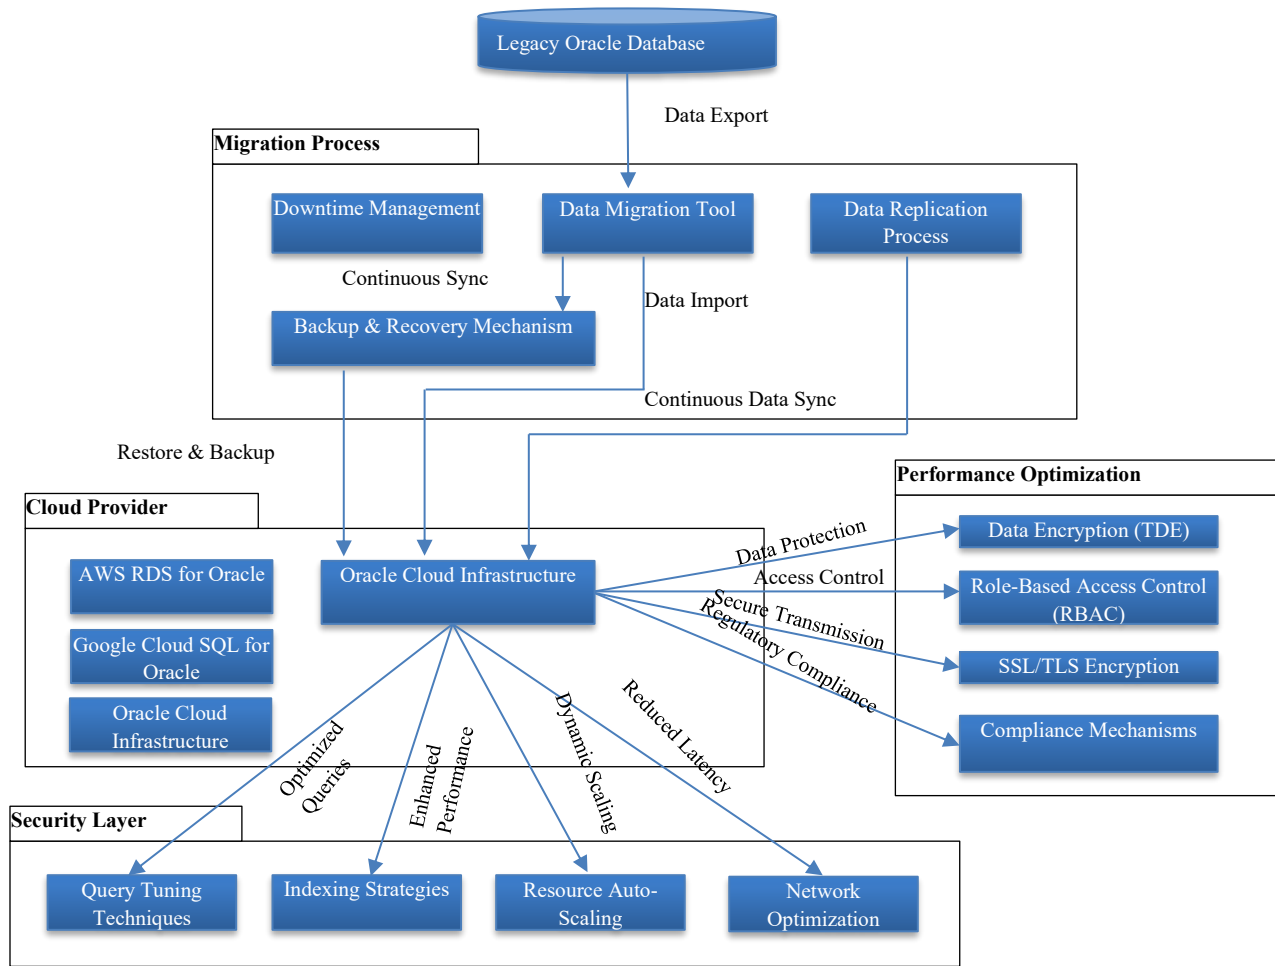 Legacy Oracle Database
Data Export
Migration Process
Downtime Management
Data Migration Tool
Data Replication
Process
Continuous Sync
Data Import
Backup & Recovery Mechanism
Continuous Data Sync
Restore & Backup
Performance Optimization
Cloud Provider
Data Encryption (TDE)
Data Protection
AWS RDS for Oracle
Oracle Cloud Infrastructure
Access Control
Role-Based Access Control
(RBAC)
Secure Transmission
Regulatory Compliance
Google Cloud SQL for
Oracle
SSL/TLS Encryption
Oracle Cloud
Infrastructure
Compliance Mechanisms
Optimized
Queries
Enhanced
Performance
Dynamic Scaling
Reduced Latency
Security Layer
Query Tuning
Techniques
Indexing Strategies
Resource Auto-
Scaling
Network
Optimization